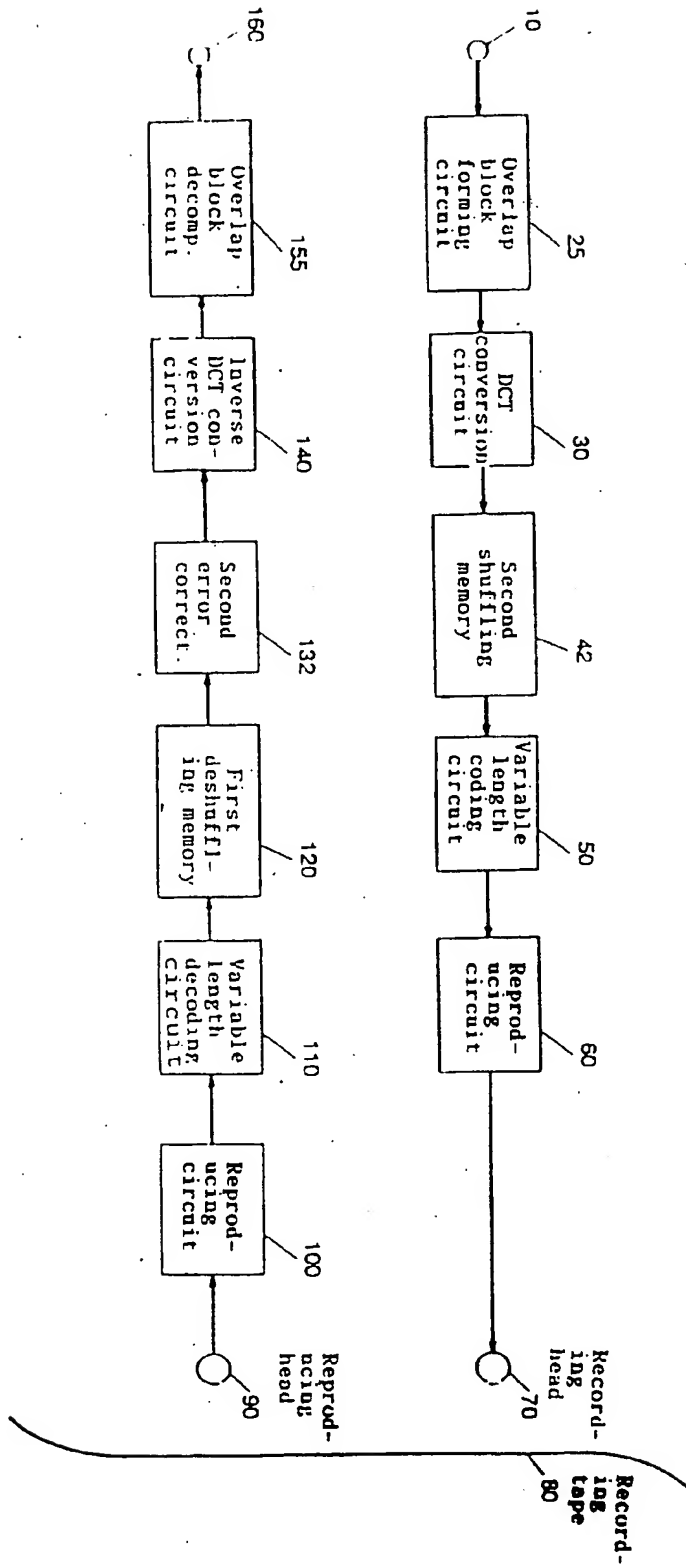 10
Overlap
block
forming
circuit
25
DCT
conversion
circuit
30
Second
shuffling
memory
42
Variable
length
coding
circuit
50
Reprod-
ucing
circuit
60
Record-
ing
head
70
Record-
ing
tape
80
160
Overlap
block
decomp.
circuit
155
Inverse
DCT con-
version
circuit
140
Second
error
correct.
132
First
deshuffl-
ing memory
120
Variable
length
decoding
circuit
110
Reprod-
ucing
circuit
100
Reprod-
ucing
head
90